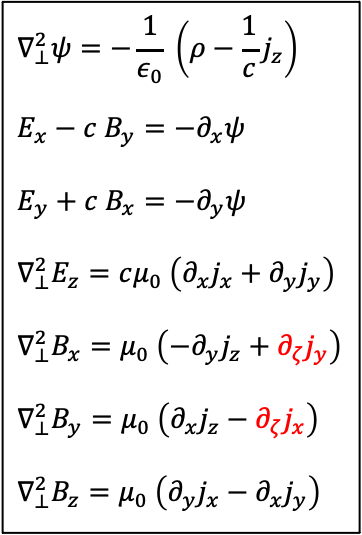 ∇⊥²ψ = −1/ϵ₀ (ρ − 1/c j_z)
E_x − c B_y = −∂_xψ
E_y + c B_x = −∂_yψ
∇⊥²E_z = cμ₀ (∂_xj_x + ∂_yj_y)
∇⊥²B_x = μ₀ (−∂_yj_z + ∂_ζj_y)
∇⊥²B_y = μ₀ (∂_xj_z − ∂_ζj_x)
∇⊥²B_z = μ₀ (∂_yj_x − ∂_xj_y)